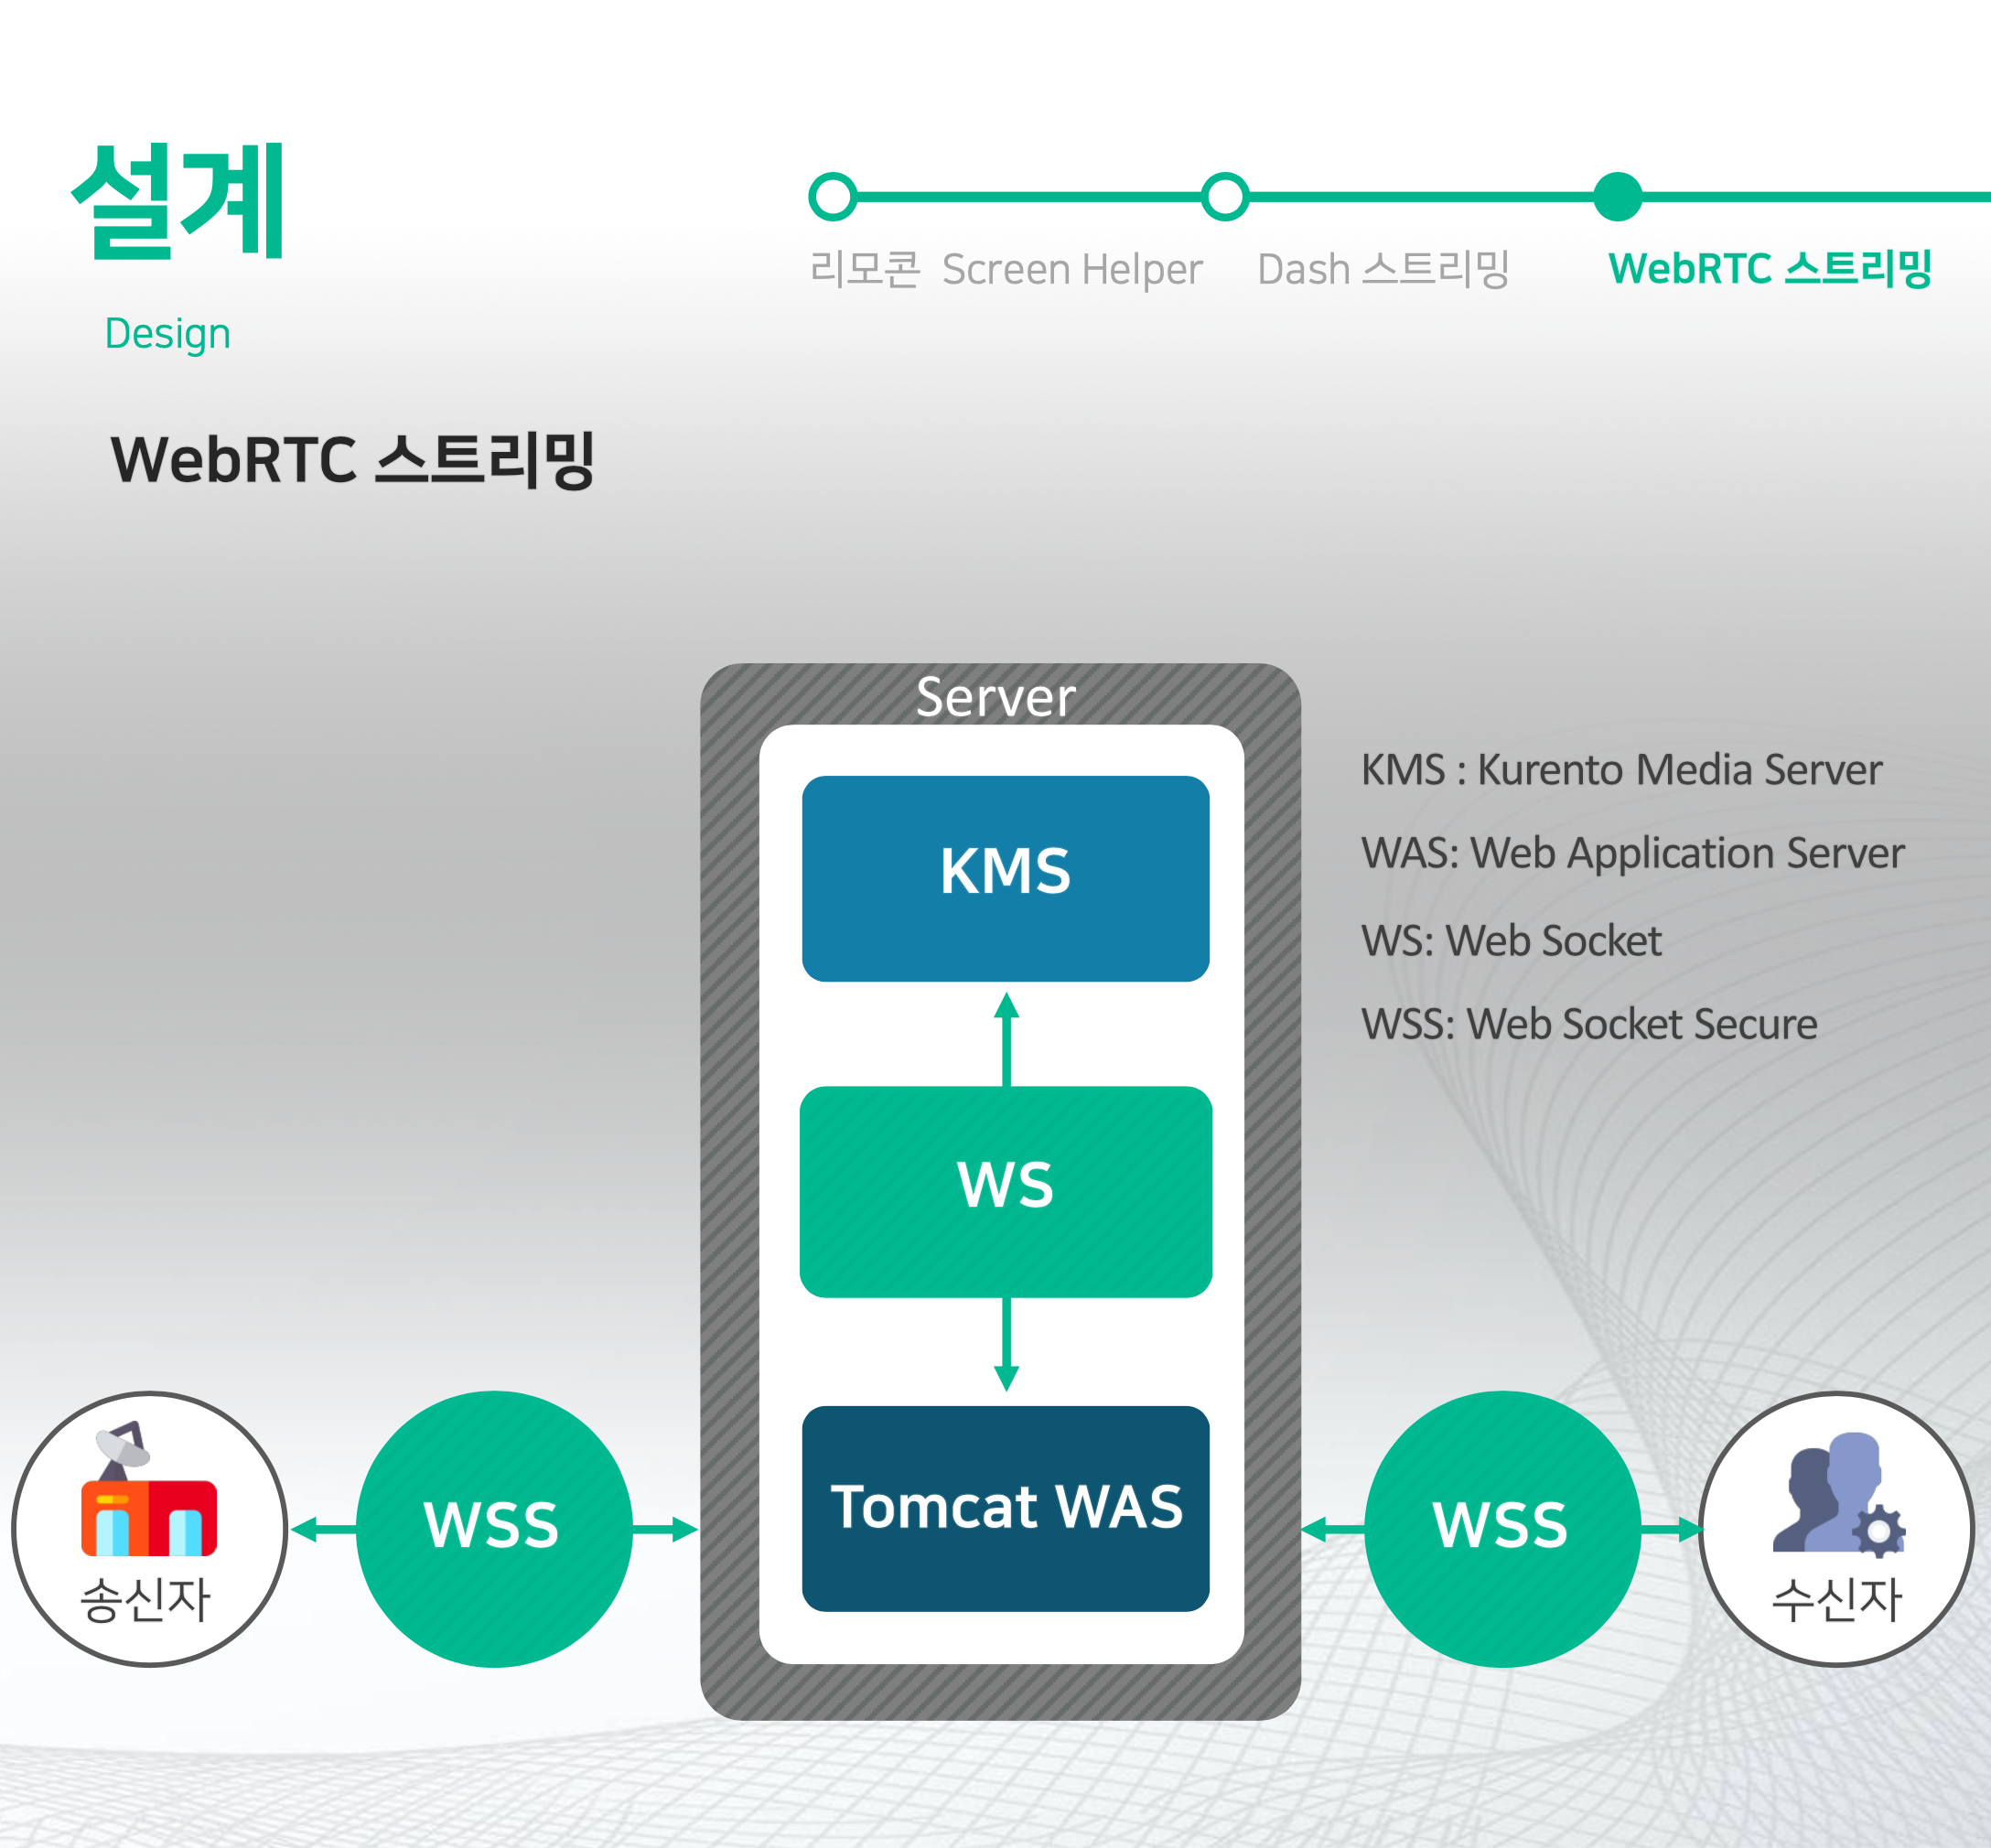 설계
Design
리모콘 Screen Helper Dash 스트리밍 WebRTC 스트리밍
WebRTC 스트리밍
Server
KMS
WS
Tomcat WAS
KMS : Kurento Media Server
WAS: Web Application Server
WS: Web Socket
WSS: Web Socket Secure
송신자
WSS
WSS
수신자